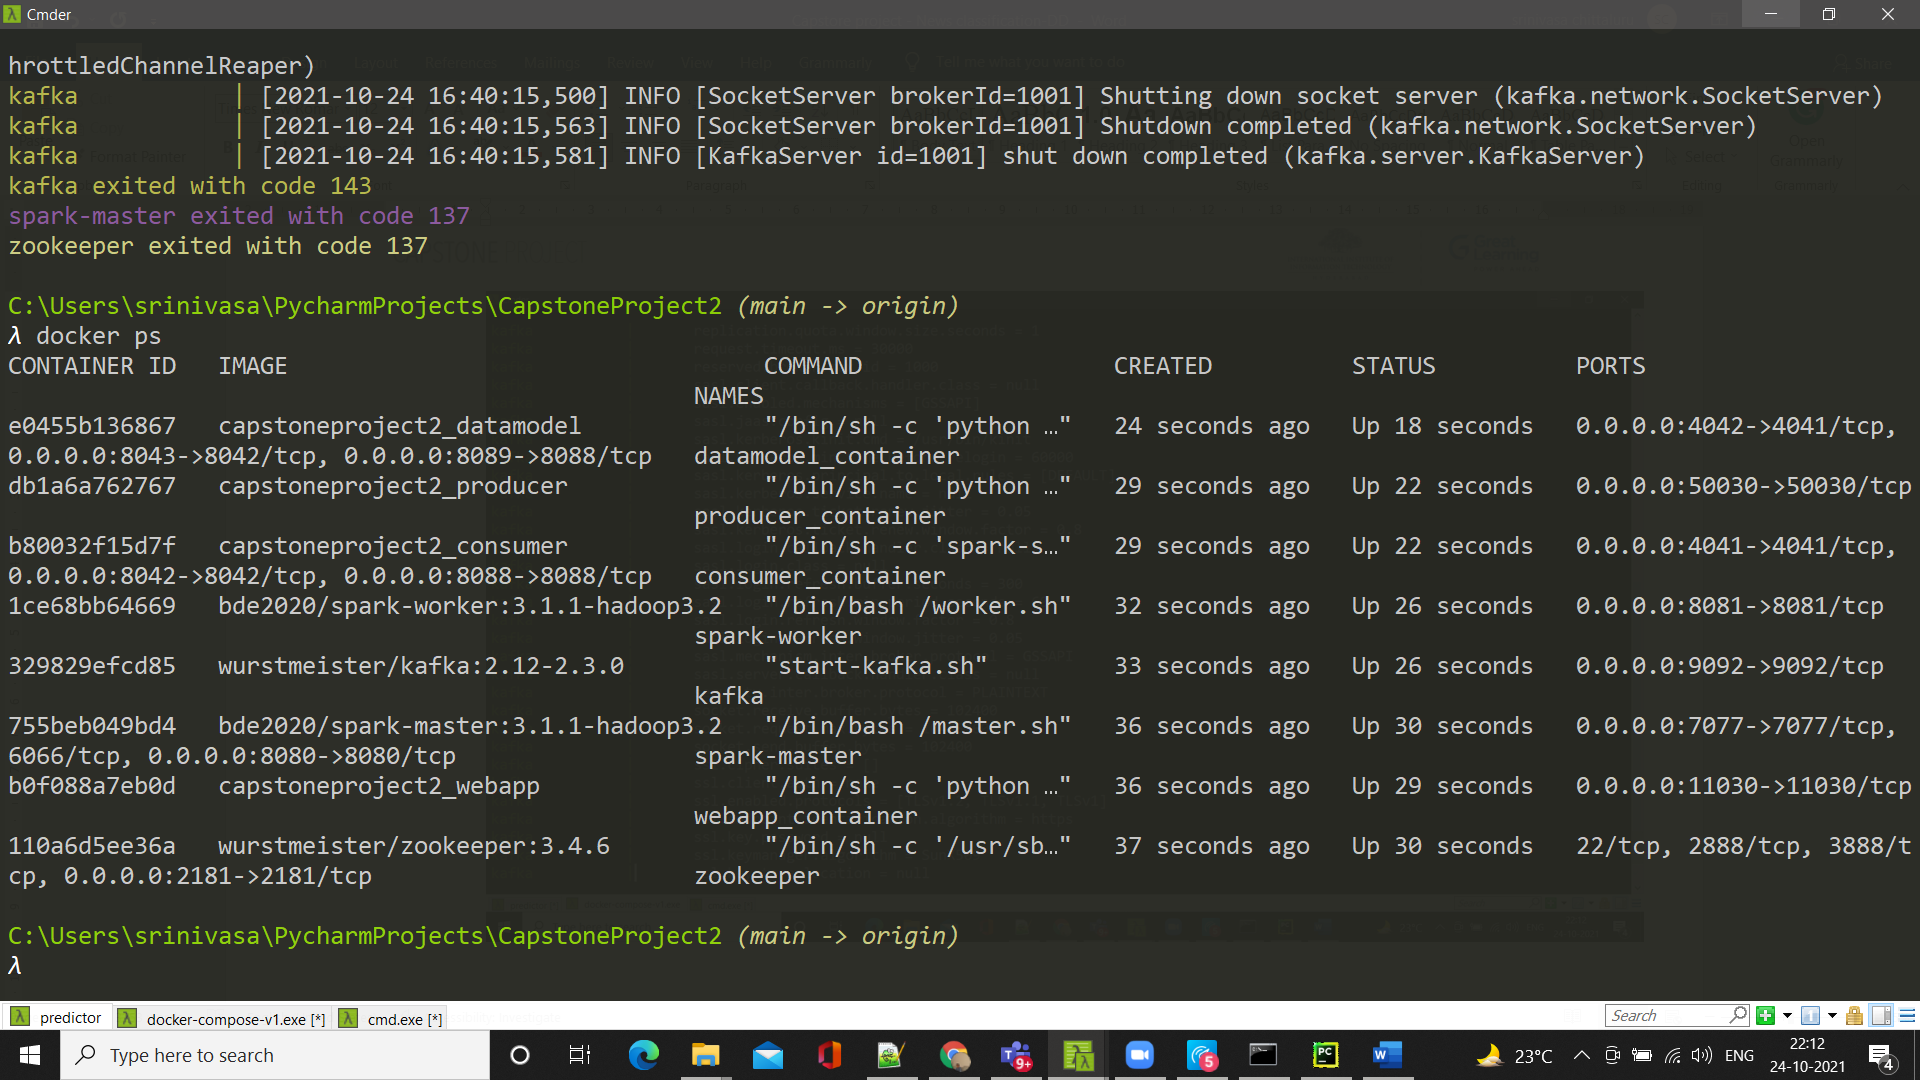 Cmder
hrottledChannelReaper)
kafka | [2021-10-24 16:40:15,500] INFO [SocketServer brokerId=1001] Shutting down socket server (kafka.network.SocketServer)
kafka | [2021-10-24 16:40:15,563] INFO [SocketServer brokerId=1001] Shutdown completed (kafka.network.SocketServer)
kafka | [2021-10-24 16:40:15,581] INFO [KafkaServer id=1001] shut down completed (kafka.server.KafkaServer)
kafka exited with code 143
spark-master exited with code 137
zookeeper exited with code 137
C:\Users\srinivasa\PycharmProjects\CapstoneProject2 (main -> origin)
λ docker ps
CONTAINER ID IMAGE COMMAND CREATED STATUS PORTS
NAMES
e0455b136867 capstoneproject2_datamodel "/bin/sh -c 'python …" 24 seconds ago Up 18 seconds 0.0.0.0:4042->4041/tcp,
0.0.0.0:8043->8042/tcp, 0.0.0.0:8089->8088/tcp datamodel_container
db1a6a762767 capstoneproject2_producer "/bin/sh -c 'python …" 29 seconds ago Up 22 seconds 0.0.0.0:50030->50030/tcp
producer_container
b80032f15d7f capstoneproject2_consumer "/bin/sh -c 'spark-s…" 29 seconds ago Up 22 seconds 0.0.0.0:4041->4041/tcp,
0.0.0.0:8042->8042/tcp, 0.0.0.0:8088->8088/tcp consumer_container
1ce68bb64669 bde2020/spark-worker:3.1.1-hadoop3.2 "/bin/bash /worker.sh" 32 seconds ago Up 26 seconds 0.0.0.0:8081->8081/tcp
spark-worker
329829efcd85 wurstmeister/kafka:2.12-2.3.0 "start-kafka.sh" 33 seconds ago Up 26 seconds 0.0.0.0:9092->9092/tcp
kafka
755beb049bd4 bde2020/spark-master:3.1.1-hadoop3.2 "/bin/bash /master.sh" 36 seconds ago Up 30 seconds 0.0.0.0:7077->7077/tcp,
6066/tcp, 0.0.0.0:8080->8080/tcp spark-master
b0f088a7eb0d capstoneproject2_webapp "/bin/sh -c 'python …" 36 seconds ago Up 29 seconds 0.0.0.0:11030->11030/tcp
webapp_container
110a6d5ee36a wurstmeister/zookeeper:3.4.6 "/bin/sh -c '/usr/sb…" 37 seconds ago Up 30 seconds 22/tcp, 2888/tcp, 3888/t
cp, 0.0.0.0:2181->2181/tcp zookeeper
C:\Users\srinivasa\PycharmProjects\CapstoneProject2 (main -> origin)
λ
predictor docker-compose-v1.exe [*] cmd.exe [*] Search
Type here to search 23°C ENG 22:12
24-10-2021